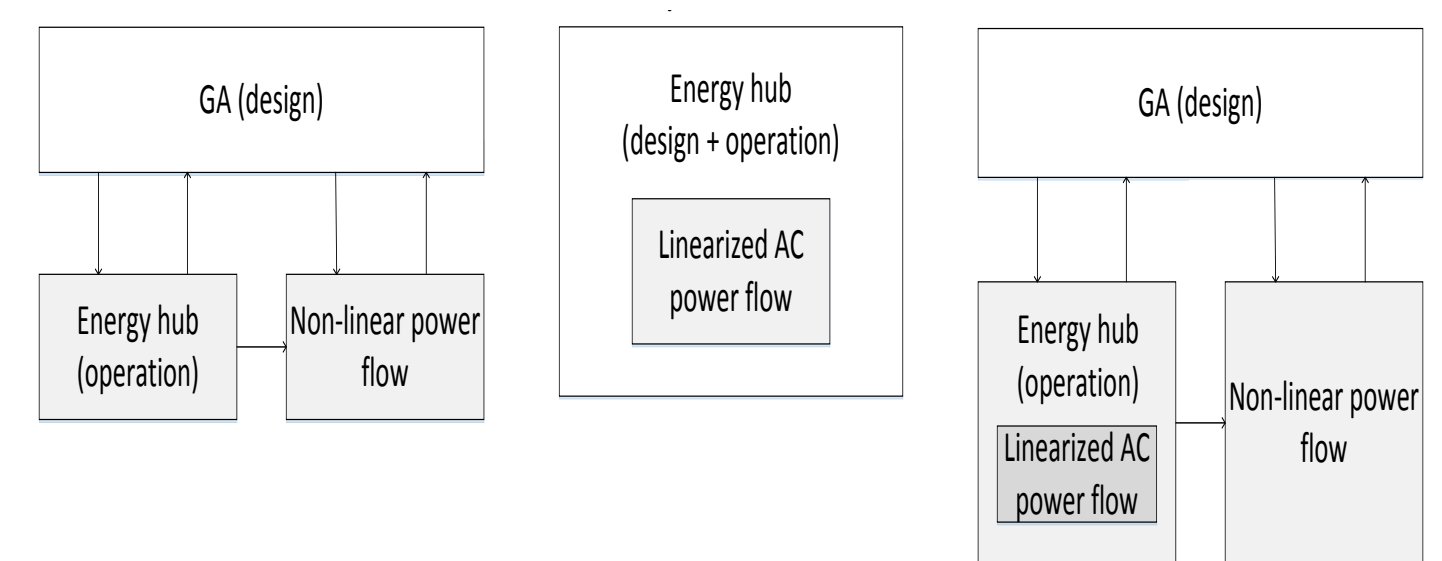 GA (design)
Energy hub
(operation)
Non-linear power
flow
Energy hub
(design + operation)
Linearized AC
power flow
GA (design)
Energy hub
(operation)
Linearized AC
power flow
Non-linear power
flow